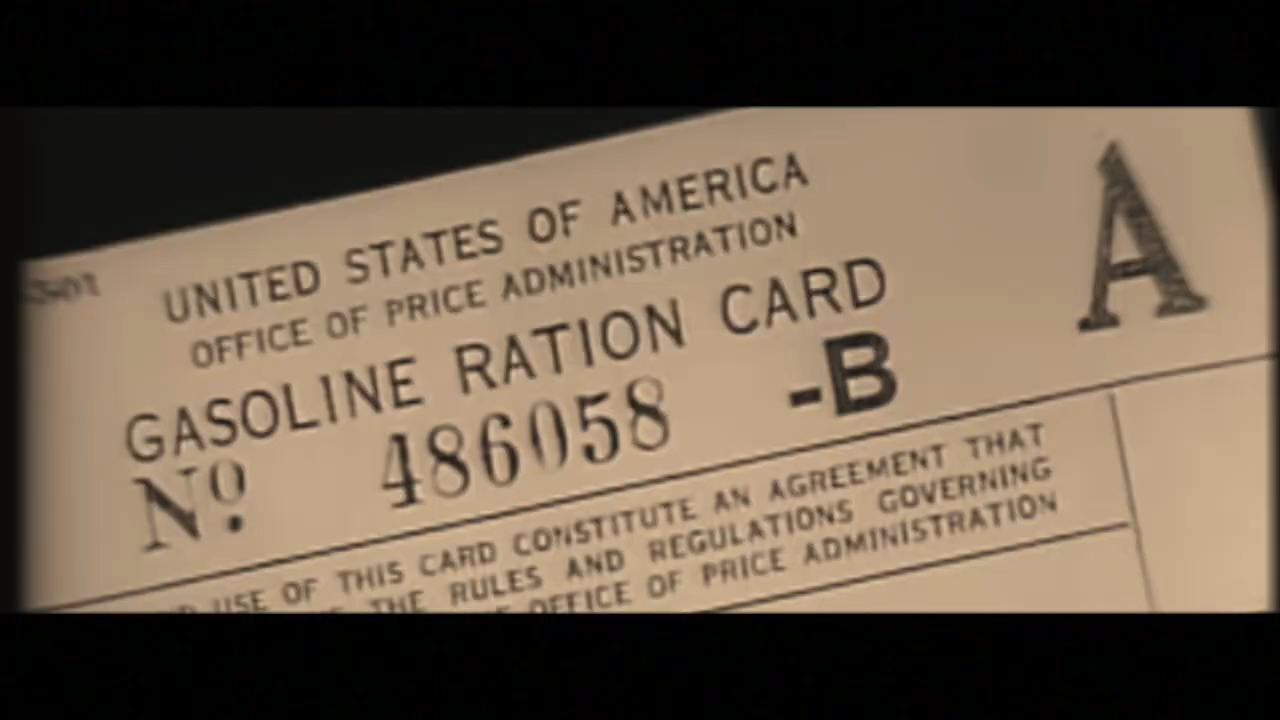 UNITED STATES OF AMERICA
OFFICE OF PRICE ADMINISTRATION
GASOLINE RATION CARD
A
Nº 486058 -B
USE OF THIS CARD CONSTITUTE AN AGREEMENT THAT
THE RULES AND REGULATIONS GOVERNING
OFFICE OF PRICE ADMINISTRATION